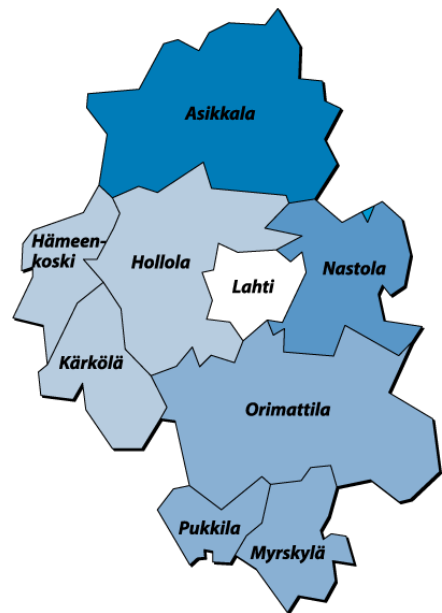 Asikkala
Hämeen-
koski
Hollola
Lahti
Nastola
Kärkölä
Orimattila
Pukkila
Myrskylä